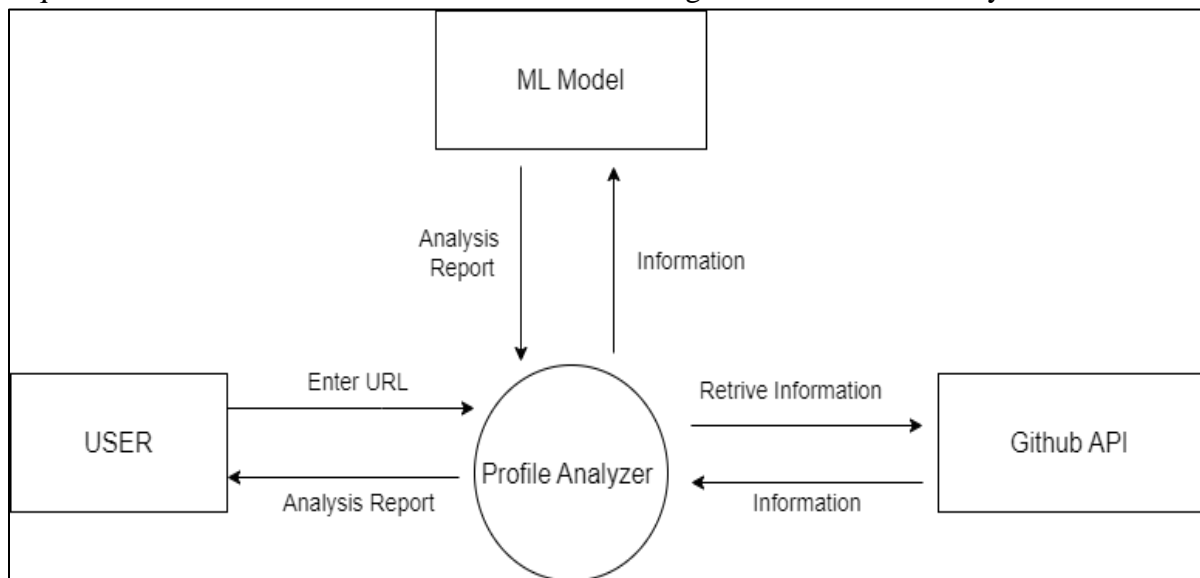 ML Model
Analysis
Report
Information
Enter URL
Retrive Information
USER
Profile Analyzer
Github API
Analysis Report
Information